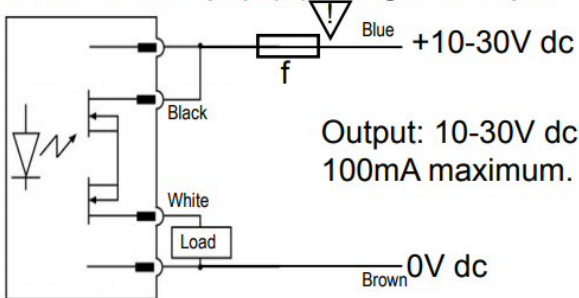 !
Blue
+10-30V dc
f
Black
Output: 10-30V dc
100mA maximum.
White
Load
Brown
0V dc